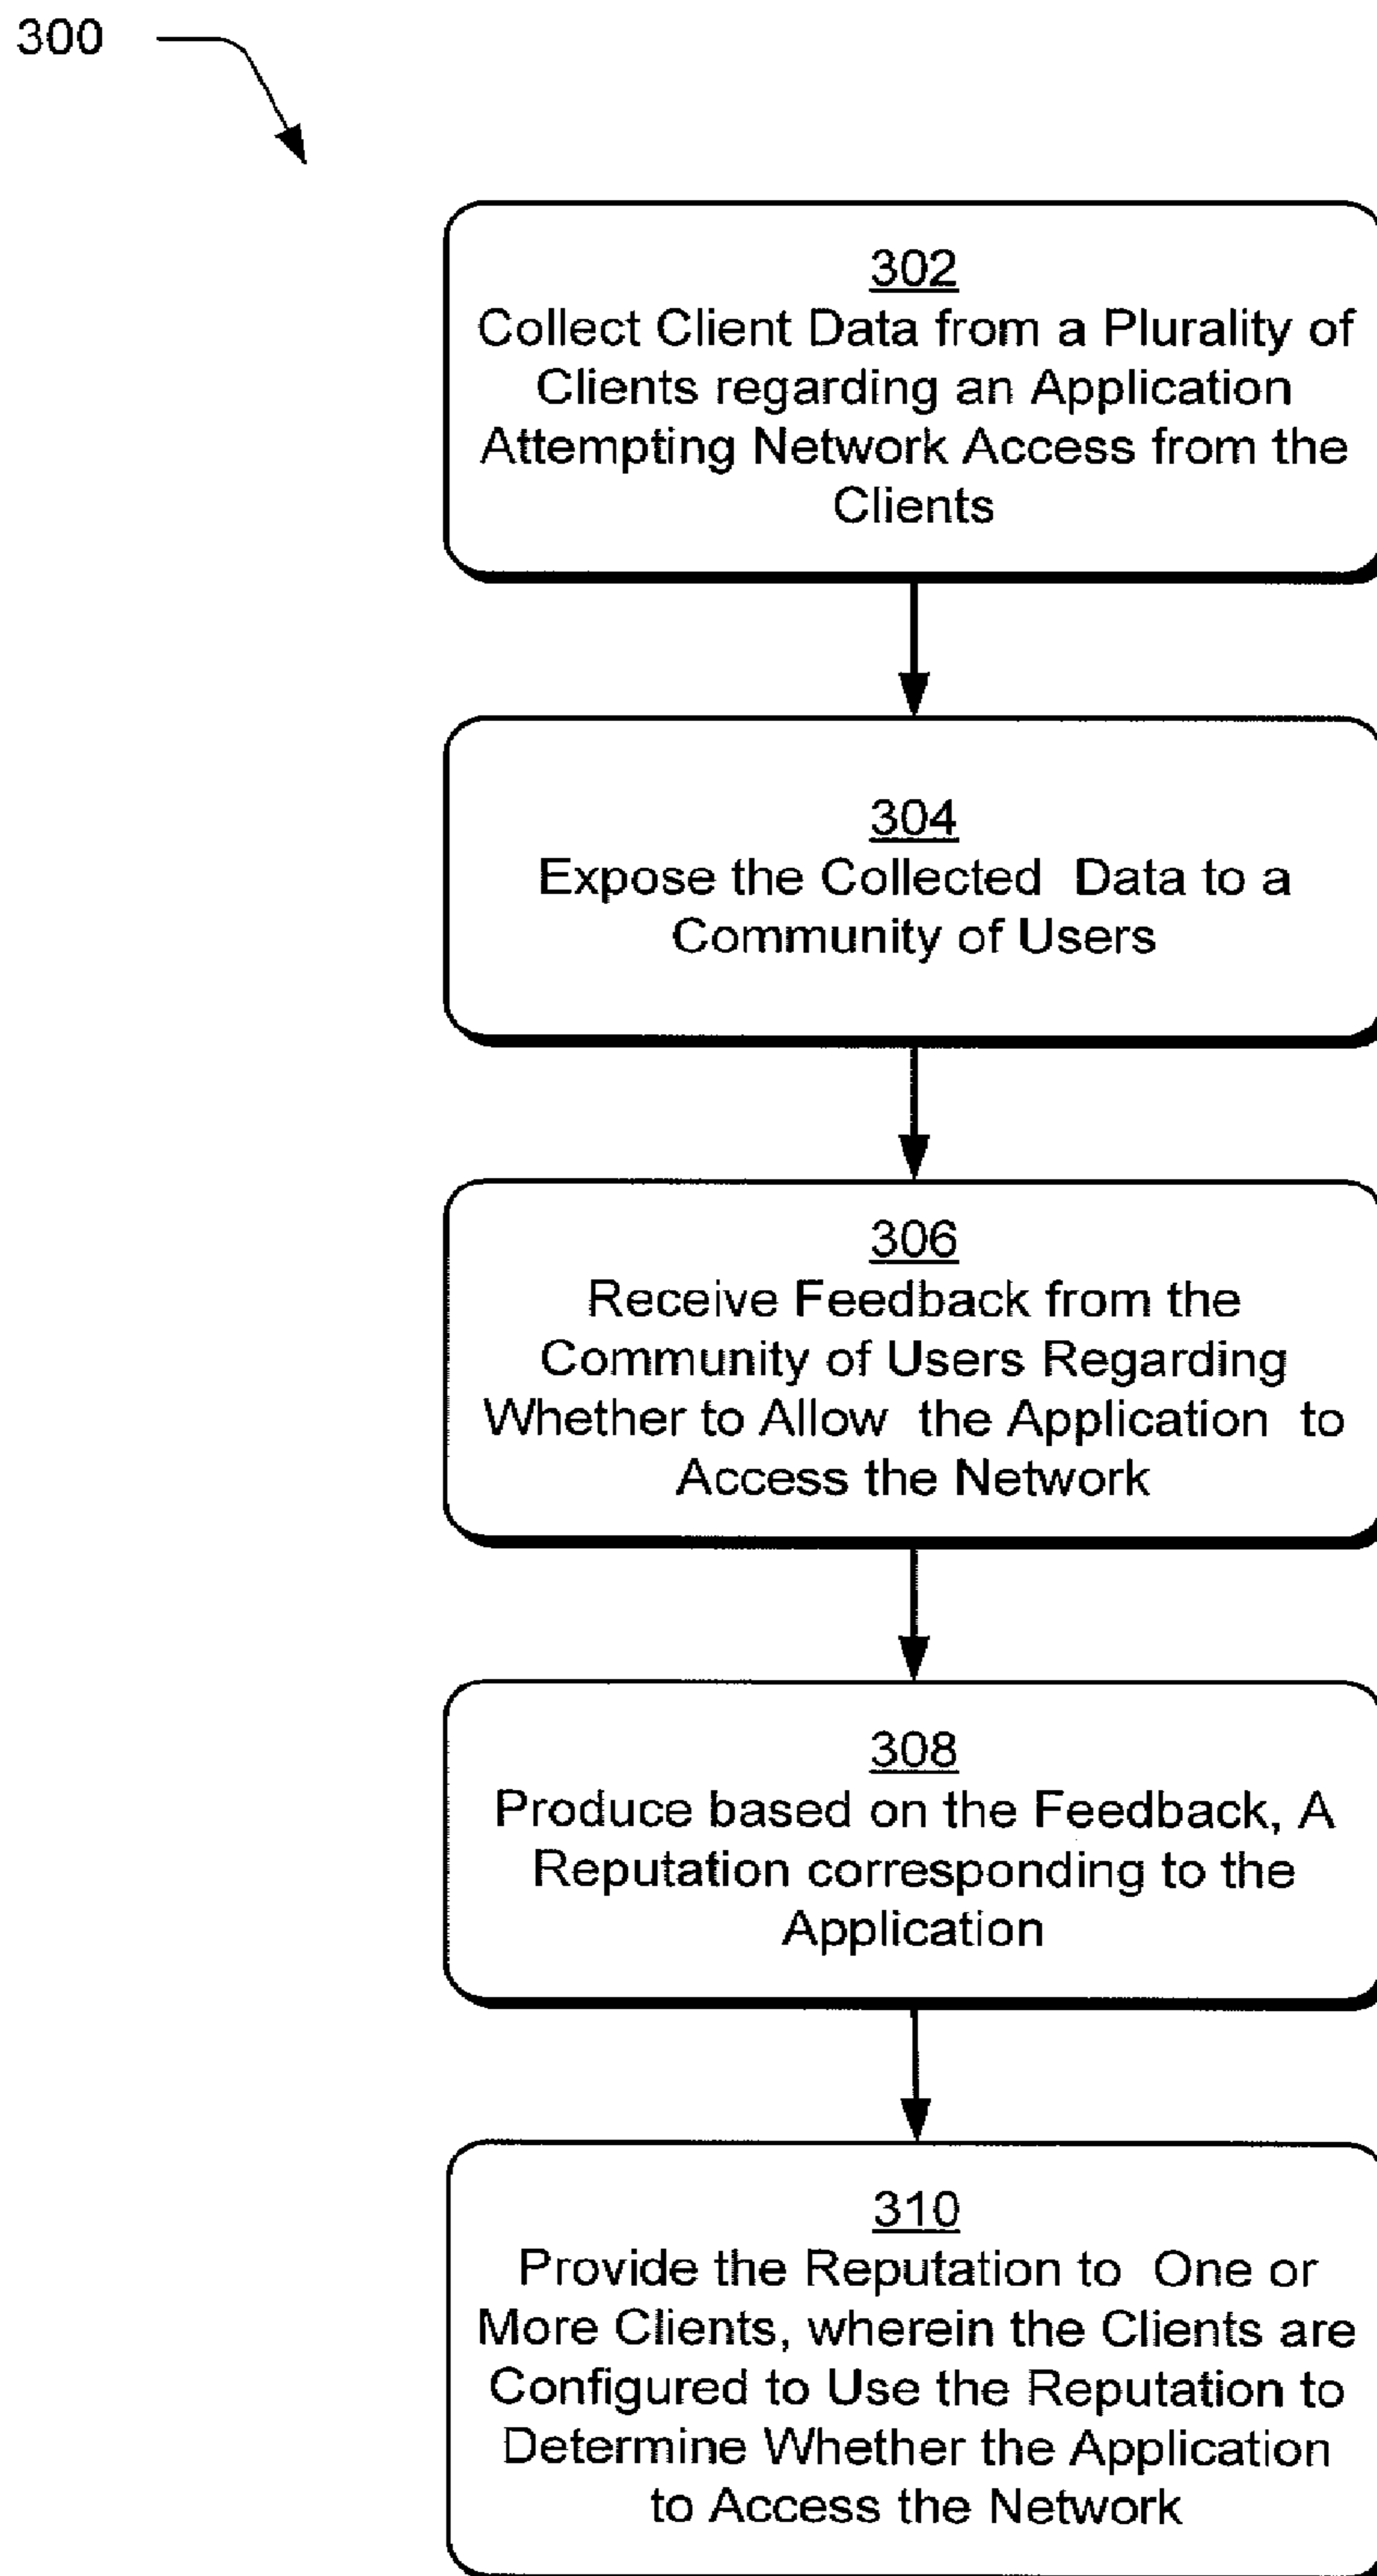 300
302
Collect Client Data from a Plurality of
Clients regarding an Application
Attempting Network Access from the
Clients
304
Expose the Collected Data to a
Community of Users
306
Receive Feedback from the
Community of Users Regarding
Whether to Allow the Application to
Access the Network
308
Produce based on the Feedback, A
Reputation corresponding to the
Application
310
Provide the Reputation to One or
More Clients, wherein the Clients are
Configured to Use the Reputation to
Determine Whether the Application
to Access the Network